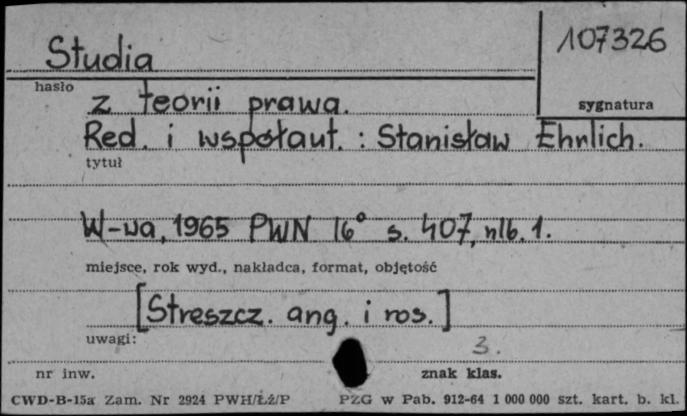 Studia
107326
hasło
sygnatura
z teorii prawa.
Red. i współaut. : Stanisław Ehrlich.
tytuł
W-wa, 1965 PWN 16° s. 407, nlb. 1.
miejsce, rok wyd., nakładca, format, objętość
[Streszcz. ang. i ros.]
uwagi:
3.
nr inw.
znak klas.
CWD-B-15a Zam. Nr 2924 PWH/Łż/P PZG w Pab. 912-64 1 000 000 szt. kart. b. kl.